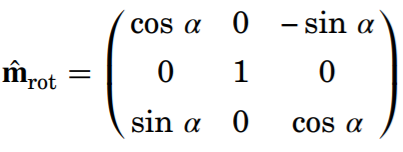 m̂_rot = ( cos α 0 − sin α
0 1 0
sin α 0 cos α )